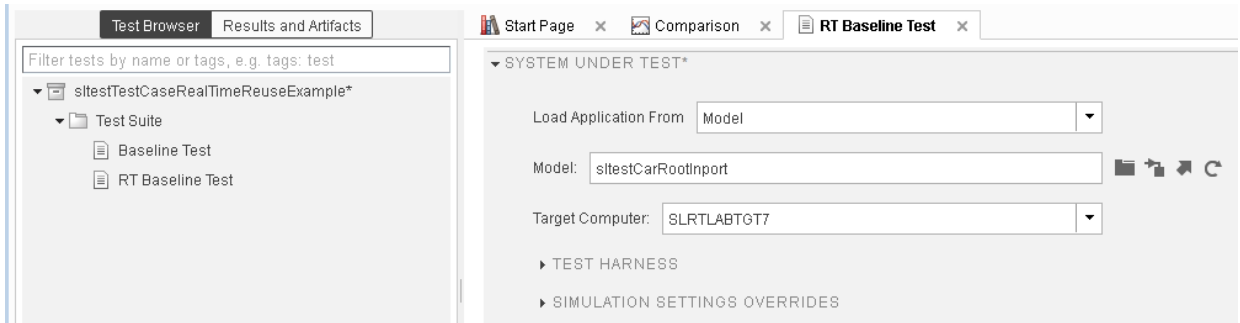 Test Browser Results and Artifacts
Filter tests by name or tags, e.g. tags: test
sltestTestCaseRealTimeReuseExample*
Test Suite
Baseline Test
RT Baseline Test
Start Page Comparison RT Baseline Test
SYSTEM UNDER TEST*
Load Application From Model
Model: sltestCarRootInport
Target Computer: SLRTLABTGT7
TEST HARNESS
SIMULATION SETTINGS OVERRIDES